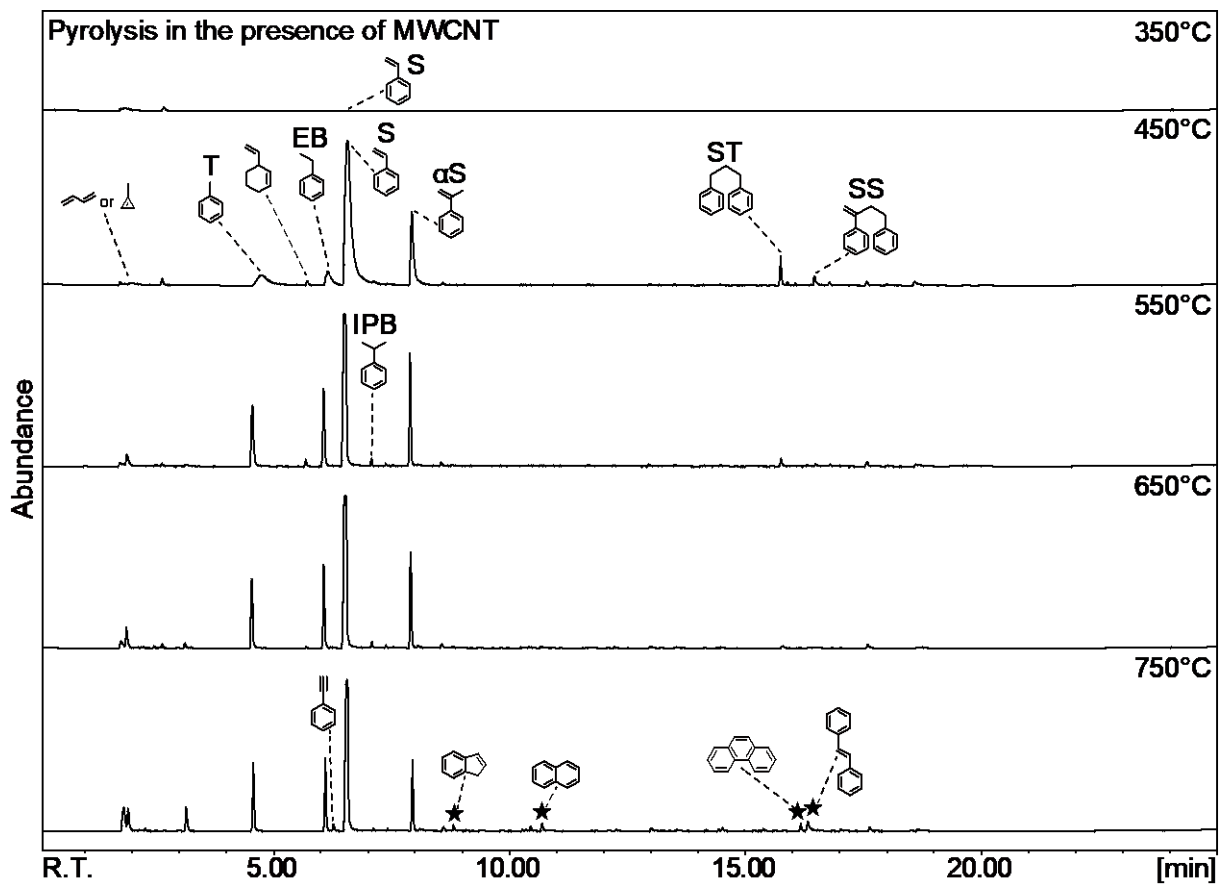 Pyrolysis in the presence of MWCNT
350°C
S
450°C
or
T
EB
S
αS
ST
SS
550°C
IPB
650°C
750°C
Abundance
R.T.
5.00
10.00
15.00
20.00
[min]